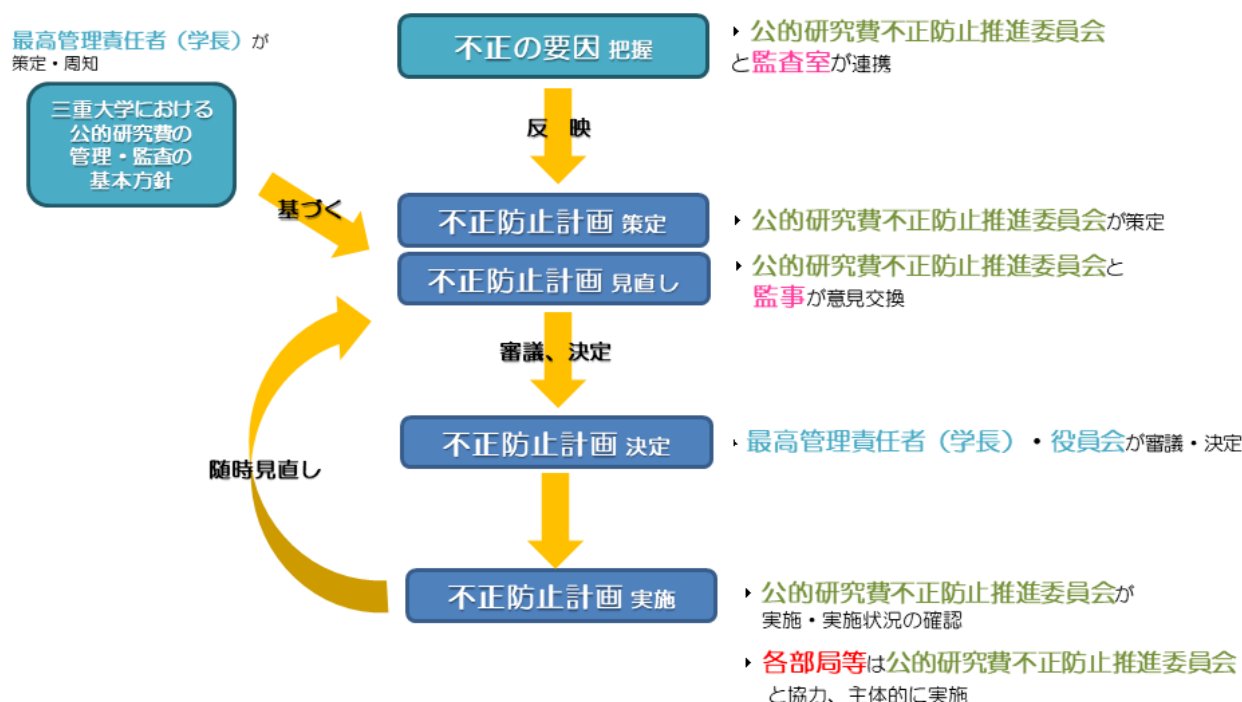 最高管理責任者（学長）が
策定・周知
三重大学における
公的研究費の
管理・監査の
基本方針
基づく
不正の要因 把握
‣ 公的研究費不正防止推進委員会
と監査室が連携
反　映
不正防止計画 策定
‣ 公的研究費不正防止推進委員会が策定
不正防止計画 見直し
‣ 公的研究費不正防止推進委員会と
監事が意見交換
審議、決定
不正防止計画 決定
‣ 最高管理責任者（学長）・役員会が審議・決定
随時見直し
不正防止計画 実施
‣ 公的研究費不正防止推進委員会が
実施・実施状況の確認
‣ 各部局等は公的研究費不正防止推進委員会
と協力、主体的に実施